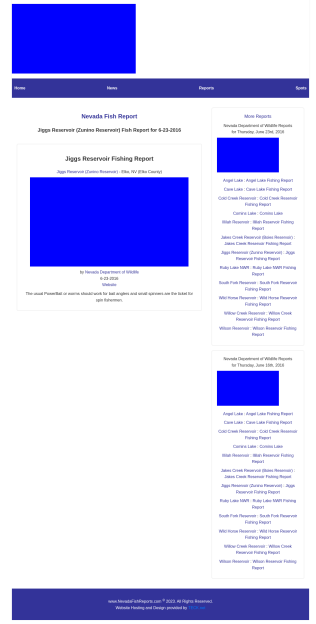 Home News Reports Spots
Nevada Fish Report
Jiggs Reservoir (Zunino Reservoir) Fish Report for 6-23-2016
Jiggs Reservoir Fishing Report
Jiggs Reservoir (Zunino Reservoir) - Elko, NV (Elko County)
by Nevada Department of Wildlife
6-23-2016
Website
The usual PowerBait or worms should work for bait anglers and small spinners are the ticket for
spin fishermen.
More Reports
Nevada Department of Wildlife Reports
for Thursday, June 23rd, 2016
Angel Lake : Angel Lake Fishing Report
Cave Lake : Cave Lake Fishing Report
Cold Creek Reservoir : Cold Creek Reservoir
Fishing Report
Comins Lake : Comins Lake
Illipah Reservoir : Illipah Reservoir Fishing
Report
Jakes Creek Reservoir (Boies Reservoir) :
Jakes Creek Reservoir Fishing Report
Jiggs Reservoir (Zunino Reservoir) : Jiggs
Reservoir Fishing Report
Ruby Lake NWR : Ruby Lake NWR Fishing
Report
South Fork Reservoir : South Fork Reservoir
Fishing Report
Wild Horse Reservoir : Wild Horse Reservoir
Fishing Report
Willow Creek Reservoir : Willow Creek
Reservoir Fishing Report
Wilson Reservoir : Wilson Reservoir Fishing
Report
Nevada Department of Wildlife Reports
for Thursday, June 16th, 2016
Angel Lake : Angel Lake Fishing Report
Cave Lake : Cave Lake Fishing Report
Cold Creek Reservoir : Cold Creek Reservoir
Fishing Report
Comins Lake : Comins Lake
Illipah Reservoir : Illipah Reservoir Fishing
Report
Jakes Creek Reservoir (Boies Reservoir) :
Jakes Creek Reservoir Fishing Report
Jiggs Reservoir (Zunino Reservoir) : Jiggs
Reservoir Fishing Report
Ruby Lake NWR : Ruby Lake NWR Fishing
Report
South Fork Reservoir : South Fork Reservoir
Fishing Report
Wild Horse Reservoir : Wild Horse Reservoir
Fishing Report
Willow Creek Reservoir : Willow Creek
Reservoir Fishing Report
Wilson Reservoir : Wilson Reservoir Fishing
Report
www.NevadaFishReports.com © 2023. All Rights Reserved.
Website Hosting and Design provided by